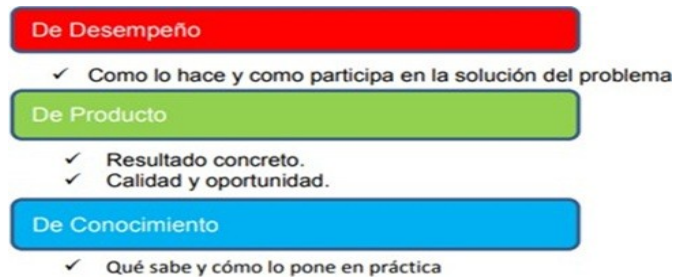 De Desempeño
✓ Como lo hace y como participa en la solución del problema
De Producto
✓ Resultado concreto.
✓ Calidad y oportunidad.
De Conocimiento
✓ Qué sabe y cómo lo pone en práctica